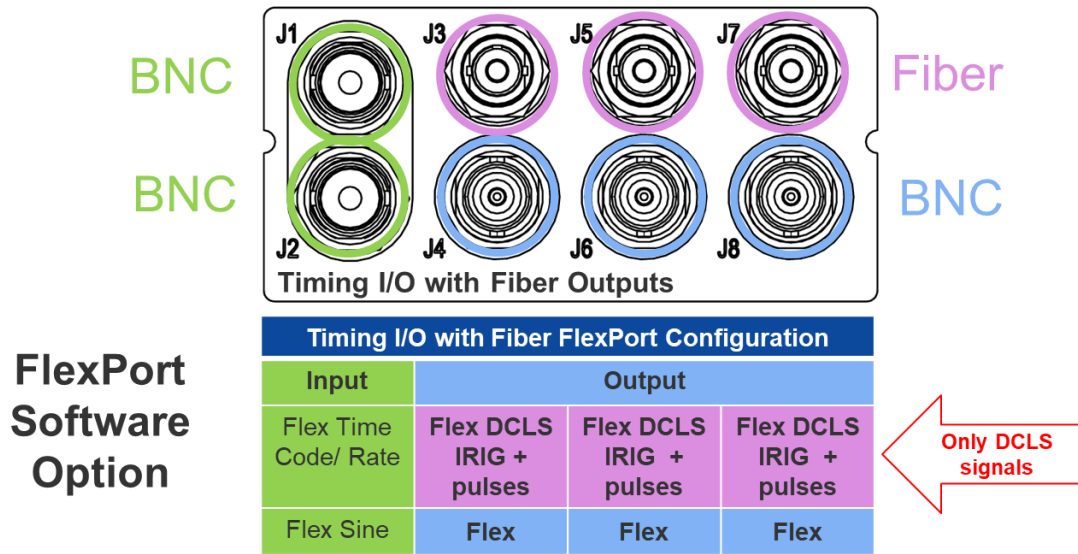 J1
J3
J5
J7
BNC
Fiber
BNC
BNC
J2
J4
J6
J8
Timing I/O with Fiber Outputs
FlexPort
Software
Option
Timing I/O with Fiber FlexPort Configuration
Input
Output
Flex Time
Code/ Rate
Flex DCLS
IRIG +
pulses
Flex DCLS
IRIG +
pulses
Flex DCLS
IRIG +
pulses
Only DCLS
signals
Flex Sine
Flex
Flex
Flex